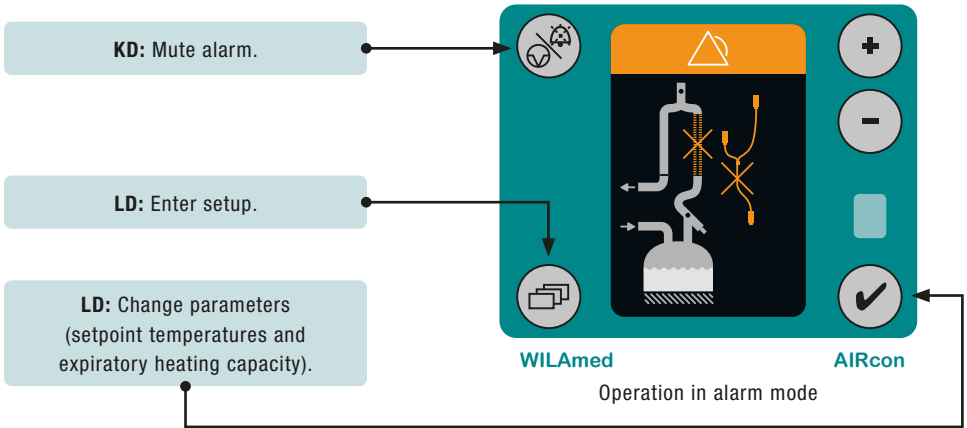 KD: Mute alarm.
LD: Enter setup.
LD: Change parameters
(setpoint temperatures and
expiratory heating capacity).
WILAmed
AIRcon
Operation in alarm mode